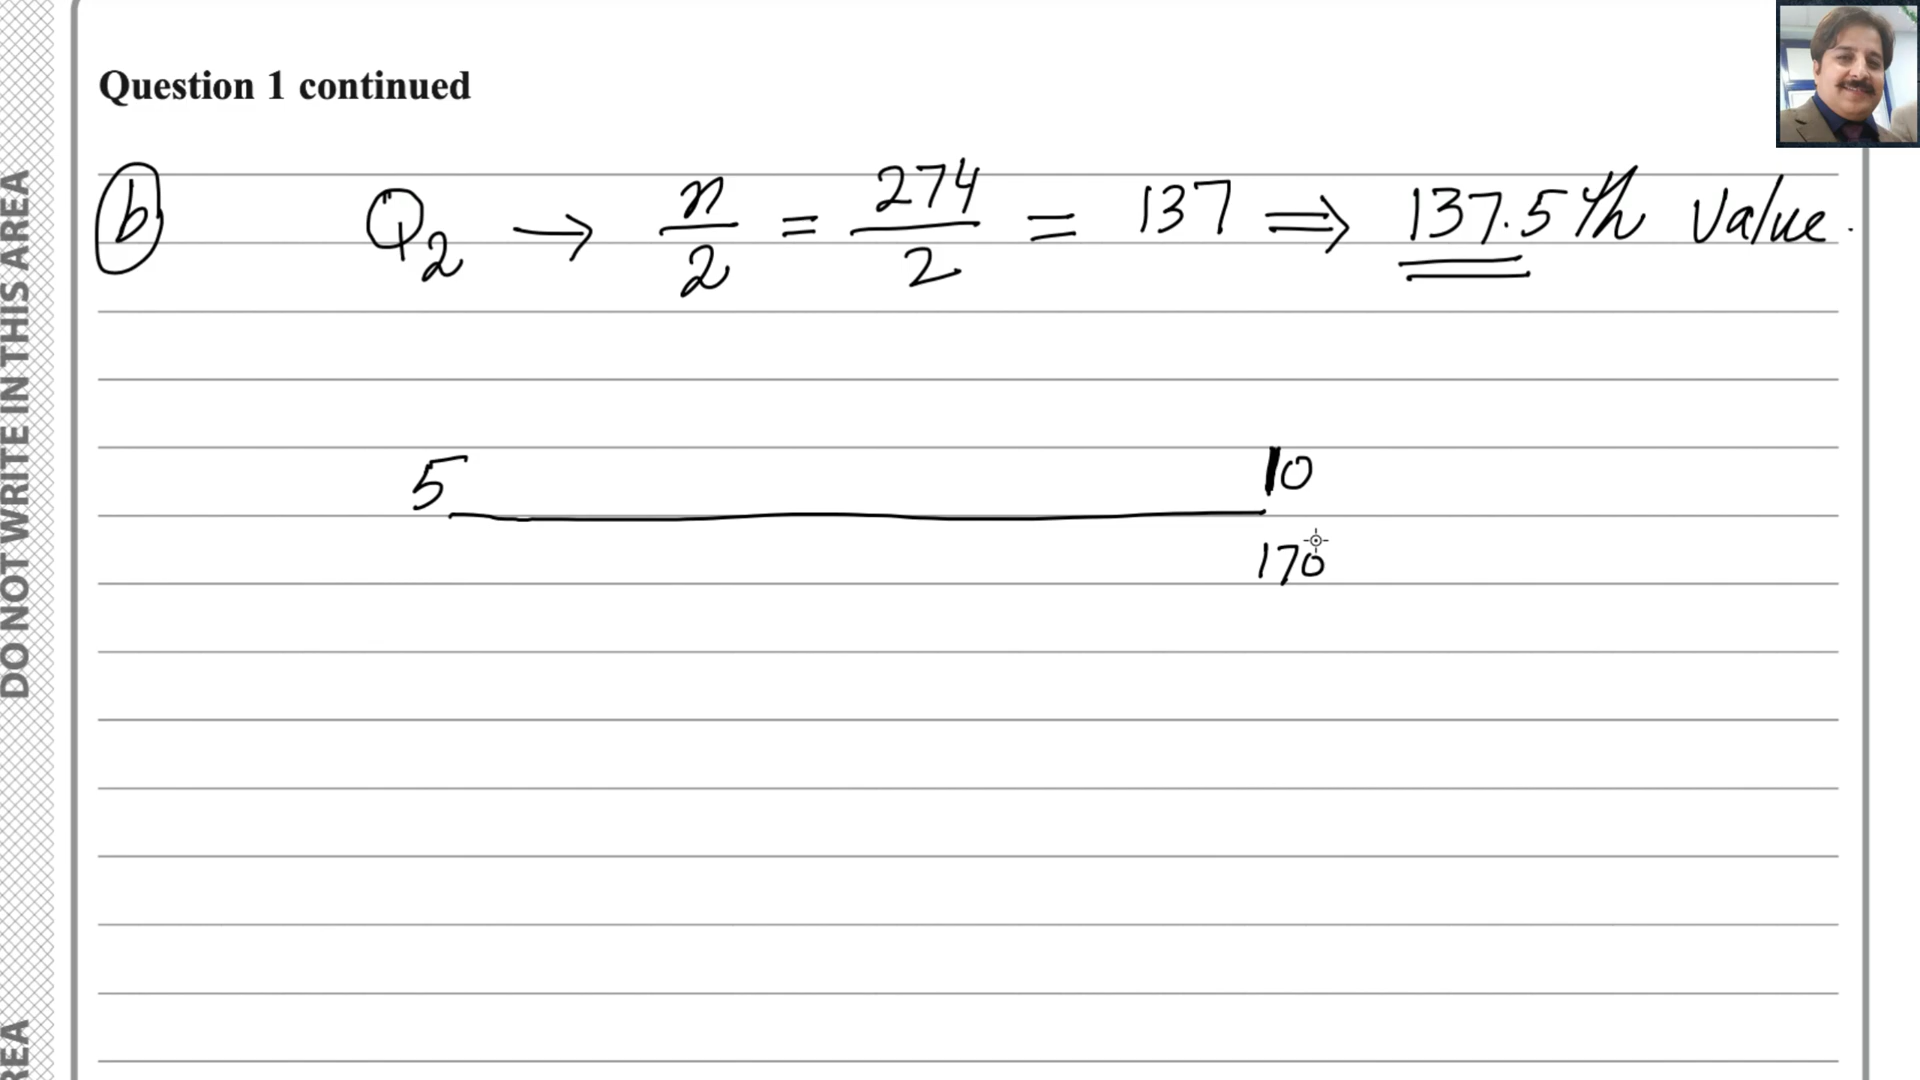 Question 1 continued
(b) Q₂ → n/2 = 274/2 = 137 ⇒ 137.5th value.
5 10
170
DO NOT WRITE IN THIS AREA
REA